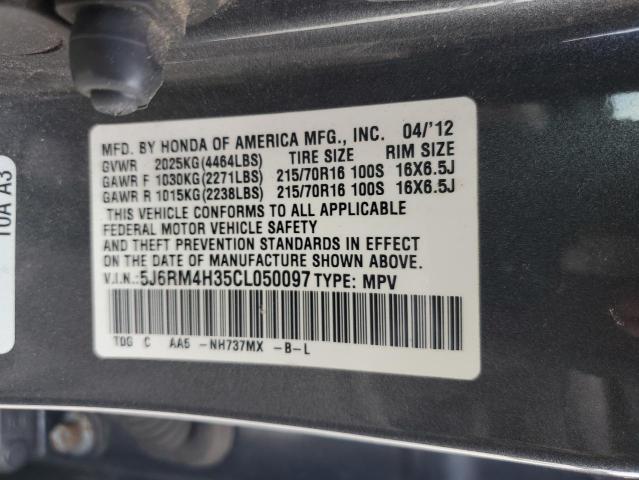 MFD. BY HONDA OF AMERICA MFG., INC. 04/'12
GVWR 2025KG(4464LBS) TIRE SIZE RIM SIZE
GAWR F 1030KG(2271LBS) 215/70R16 100S 16X6.5J
GAWR R 1015KG(2238LBS) 215/70R16 100S 16X6.5J
THIS VEHICLE CONFORMS TO ALL APPLICABLE
FEDERAL MOTOR VEHICLE SAFETY
AND THEFT PREVENTION STANDARDS IN EFFECT
ON THE DATE OF MANUFACTURE SHOWN ABOVE.
V.I.N.: 5J6RM4H35CL050097 TYPE: MPV
TDG C AA5 -NH737MX -B-L
10A A3